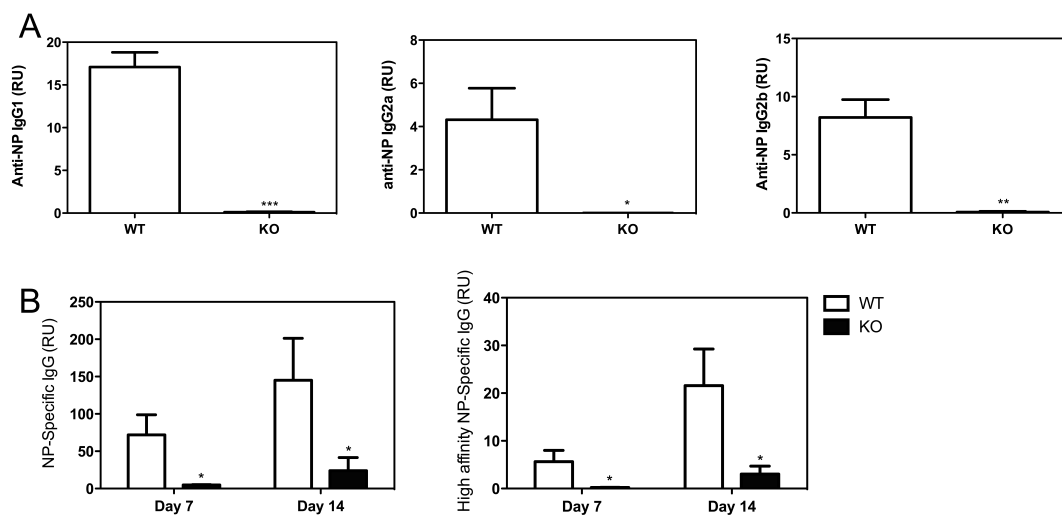 A
Anti-NP IgG1 (RU)
20
15
10
5
0
***
WT
KO
anti-NP IgG2a (RU)
8
6
4
2
0
*
WT
KO
Anti-NP IgG2b (RU)
15
10
5
0
**
WT
KO
B
NP-Specific IgG (RU)
250
200
150
100
50
0
*
*
Day 7
Day 14
High affinity NP-Specific IgG (RU)
40
30
20
10
0
*
*
Day 7
Day 14
WT
KO